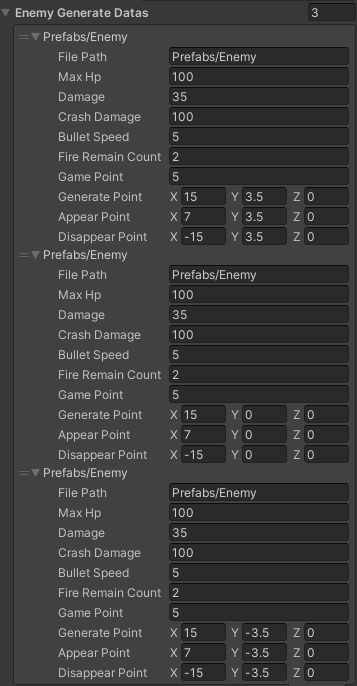 Enemy Generate Datas 3
Prefabs/Enemy
File Path Prefabs/Enemy
Max Hp 100
Damage 35
Crash Damage 100
Bullet Speed 5
Fire Remain Count 2
Game Point 5
Generate Point X 15 Y 3.5 Z 0
Appear Point X 7 Y 3.5 Z 0
Disappear Point X -15 Y 3.5 Z 0
Prefabs/Enemy
File Path Prefabs/Enemy
Max Hp 100
Damage 35
Crash Damage 100
Bullet Speed 5
Fire Remain Count 2
Game Point 5
Generate Point X 15 Y 0 Z 0
Appear Point X 7 Y 0 Z 0
Disappear Point X -15 Y 0 Z 0
Prefabs/Enemy
File Path Prefabs/Enemy
Max Hp 100
Damage 35
Crash Damage 100
Bullet Speed 5
Fire Remain Count 2
Game Point 5
Generate Point X 15 Y -3.5 Z 0
Appear Point X 7 Y -3.5 Z 0
Disappear Point X -15 Y -3.5 Z 0